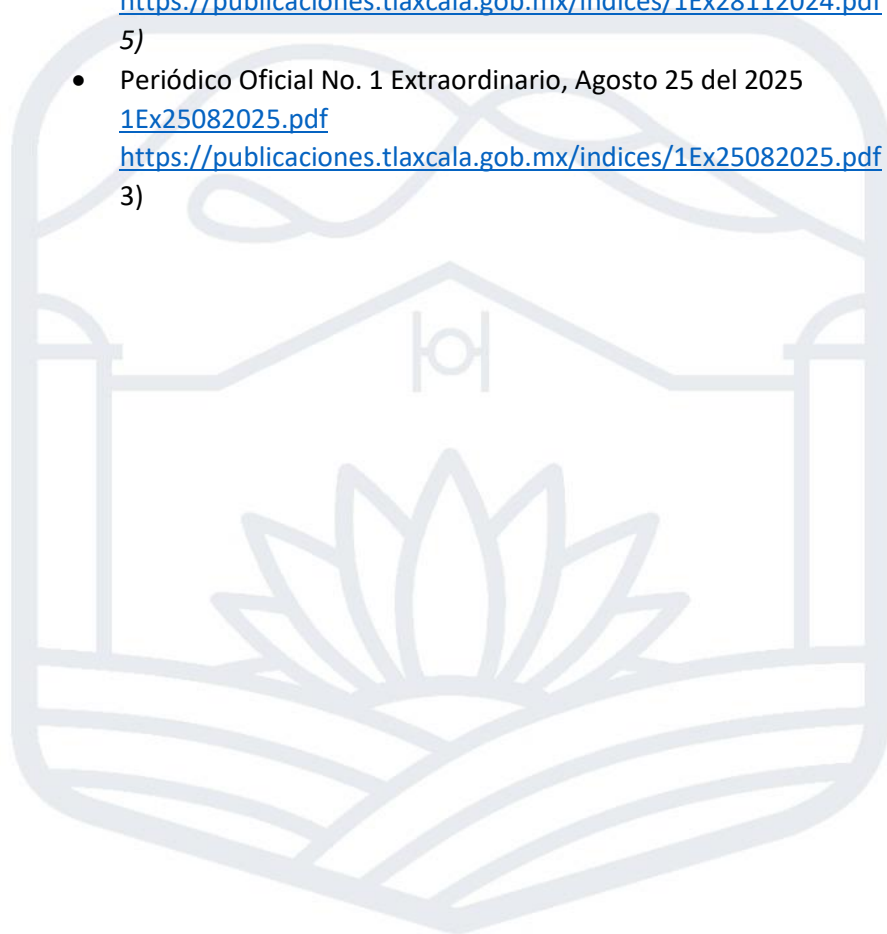 https://publicaciones.tlaxcala.gob.mx/indices/1Ex28112024.pdf
5)
• Periódico Oficial No. 1 Extraordinario, Agosto 25 del 2025
1Ex25082025.pdf
https://publicaciones.tlaxcala.gob.mx/indices/1Ex25082025.pdf
3)